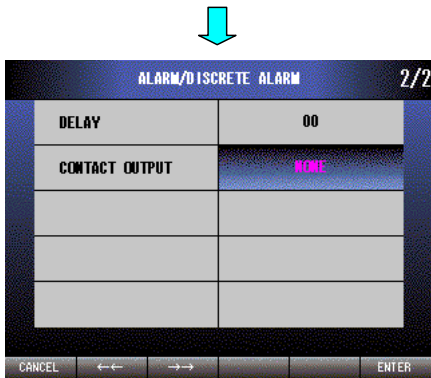 ALARM/DISCRETE ALARM 2/2
DELAY 00
CONTACT OUTPUT NONE
CANCEL ←← →→ ENTER